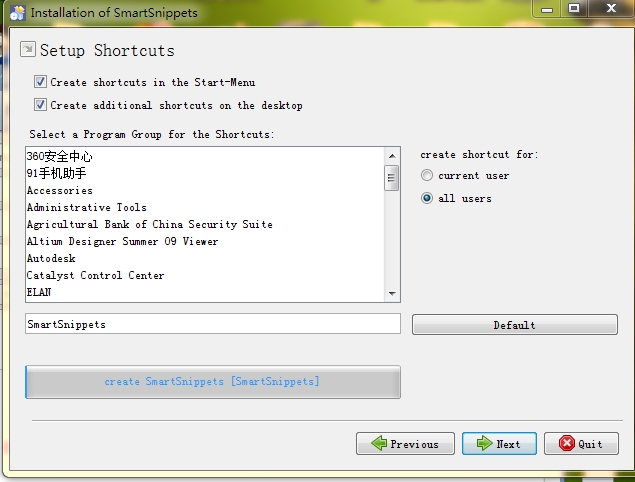 Installation of SmartSnippets
Setup Shortcuts
Create shortcuts in the Start-Menu
Create additional shortcuts on the desktop
Select a Program Group for the Shortcuts:
360安全中心
91手机助手
Accessories
Administrative Tools
Agricultural Bank of China Security Suite
Altium Designer Summer 09 Viewer
Autodesk
Catalyst Control Center
ELAN
create shortcut for:
current user
all users
SmartSnippets
Default
create SmartSnippets [SmartSnippets]
Previous
Next
Quit